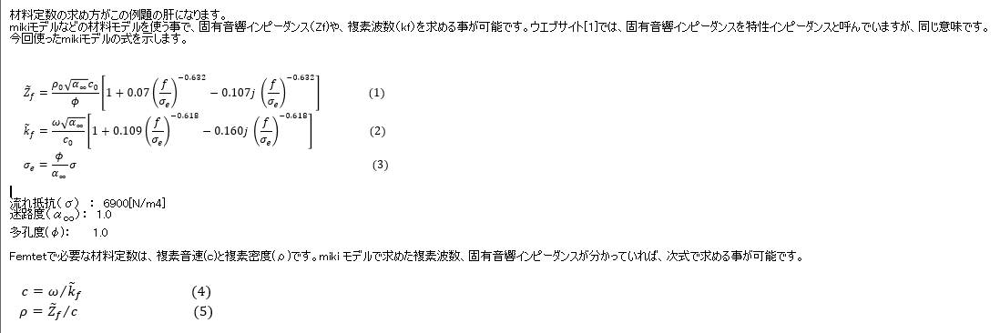 材料定数の求め方がこの例題の肝になります。
mikiモデルなどの材料モデルを使う事で、固有音響インピーダンス(Zf)や、複素波数(kf)を求める事が可能です。ウエブサイト[1]では、固有音響インピーダンスを特性インピーダンスと呼んでいますが、同じ意味です。
今回使ったmikiモデルの式を示します。
Z̃_f = ρ₀√α_∞ c₀ / ϕ [1 + 0.07 (f/σ_e)^−0.632 − 0.107j (f/σ_e)^−0.632] (1)
k̃_f = ω√α_∞ / c₀ [1 + 0.109 (f/σ_e)^−0.618 − 0.160j (f/σ_e)^−0.618] (2)
σ_e = ϕ/α_∞ σ (3)
流れ抵抗(σ) : 6900[N/m4]
迷路度(α∞): 1.0
多孔度(φ): 1.0
Femtetで必要な材料定数は、複素音速(c)と複素密度(ρ)です。miki モデルで求めた複素波数、固有音響インピーダンスが分かっていれば、次式で求める事が可能です。
c = ω/k̃_f (4)
ρ = Z̃_f/c (5)